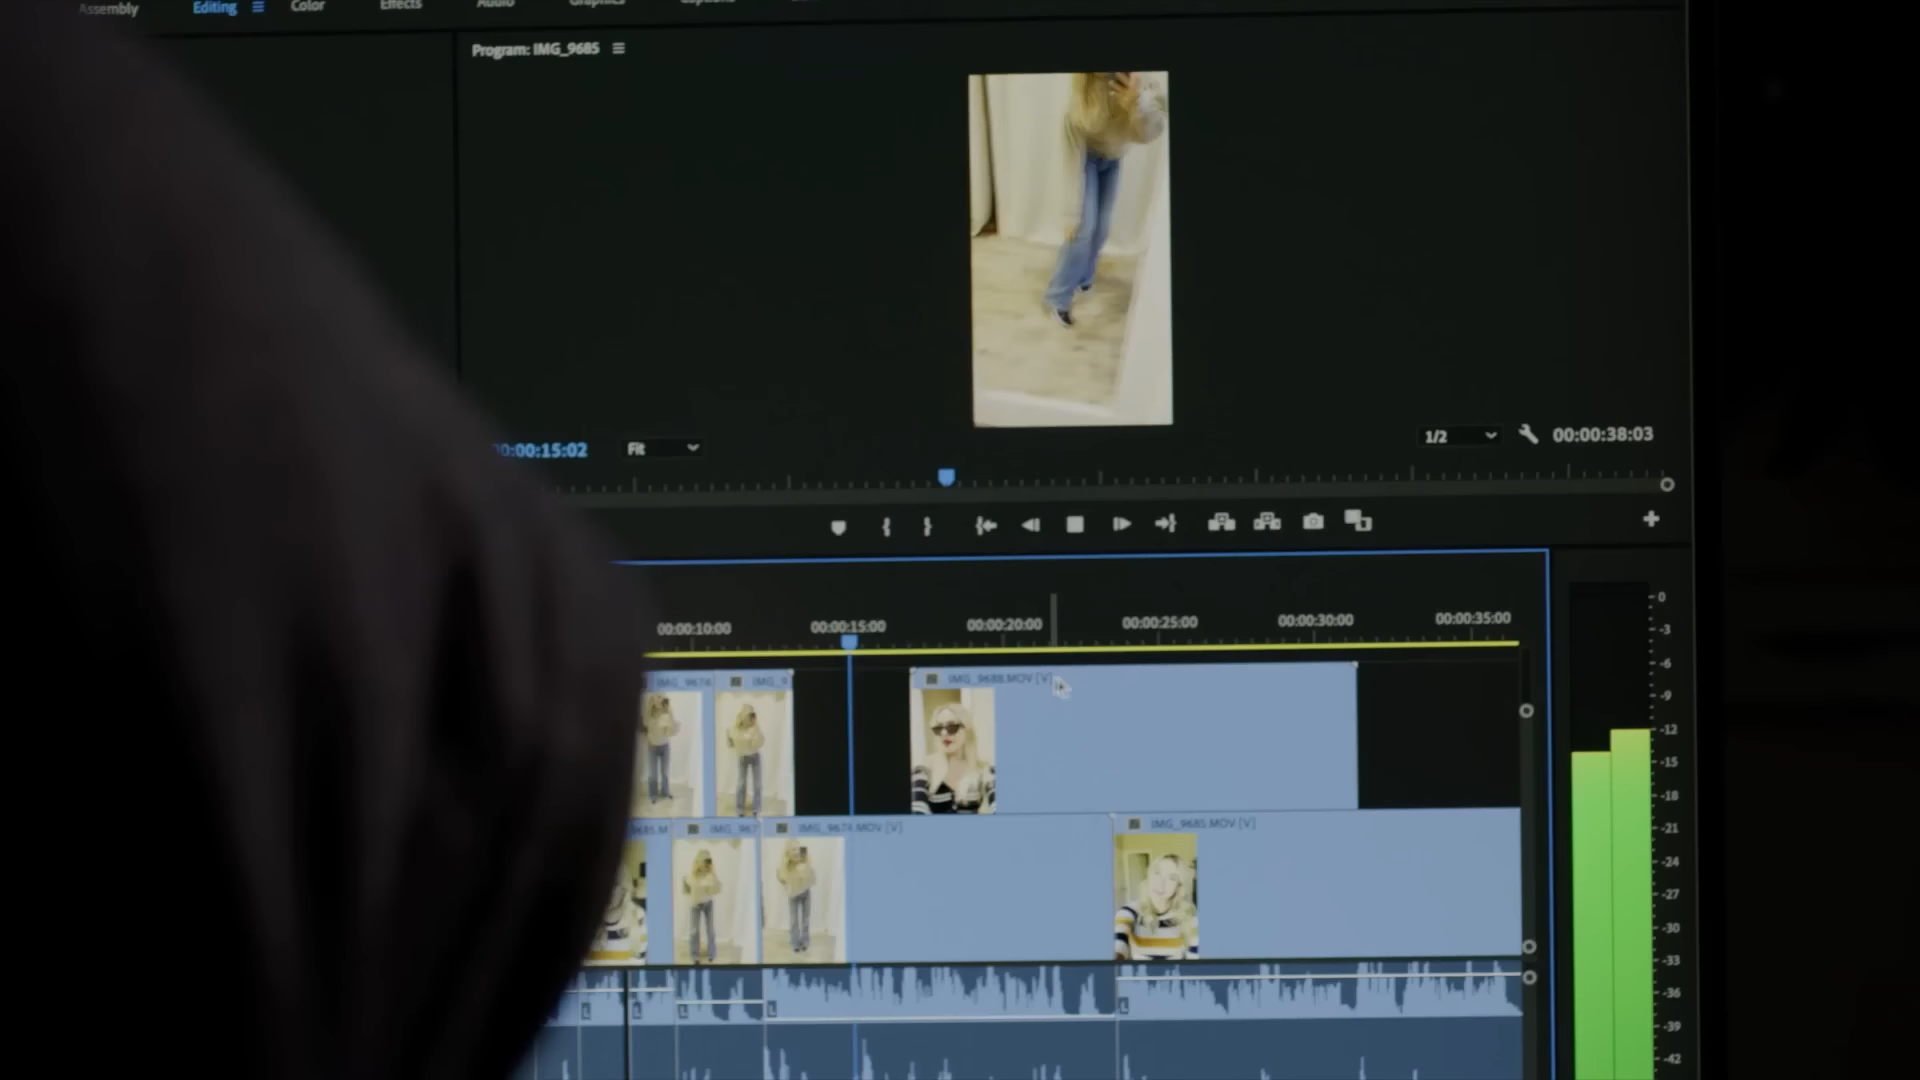 Assembly Editing Color Effects Audio Graphics Captions
Program: IMG_9685
00:00:15:02 Fit 1/2 00:00:38:03
00:00:10:00 00:00:15:00 00:00:20:00 00:00:25:00 00:00:30:00 00:00:35:00
IMG_9674 IMG_9 IMG_9688.MOV [V]
9685.M IMG_967 IMG_9674.MOV [V] IMG_9685.MOV [V]
L L L L L
0
-3
-6
-9
-12
-15
-18
-21
-24
-27
-30
-33
-36
-39
-42